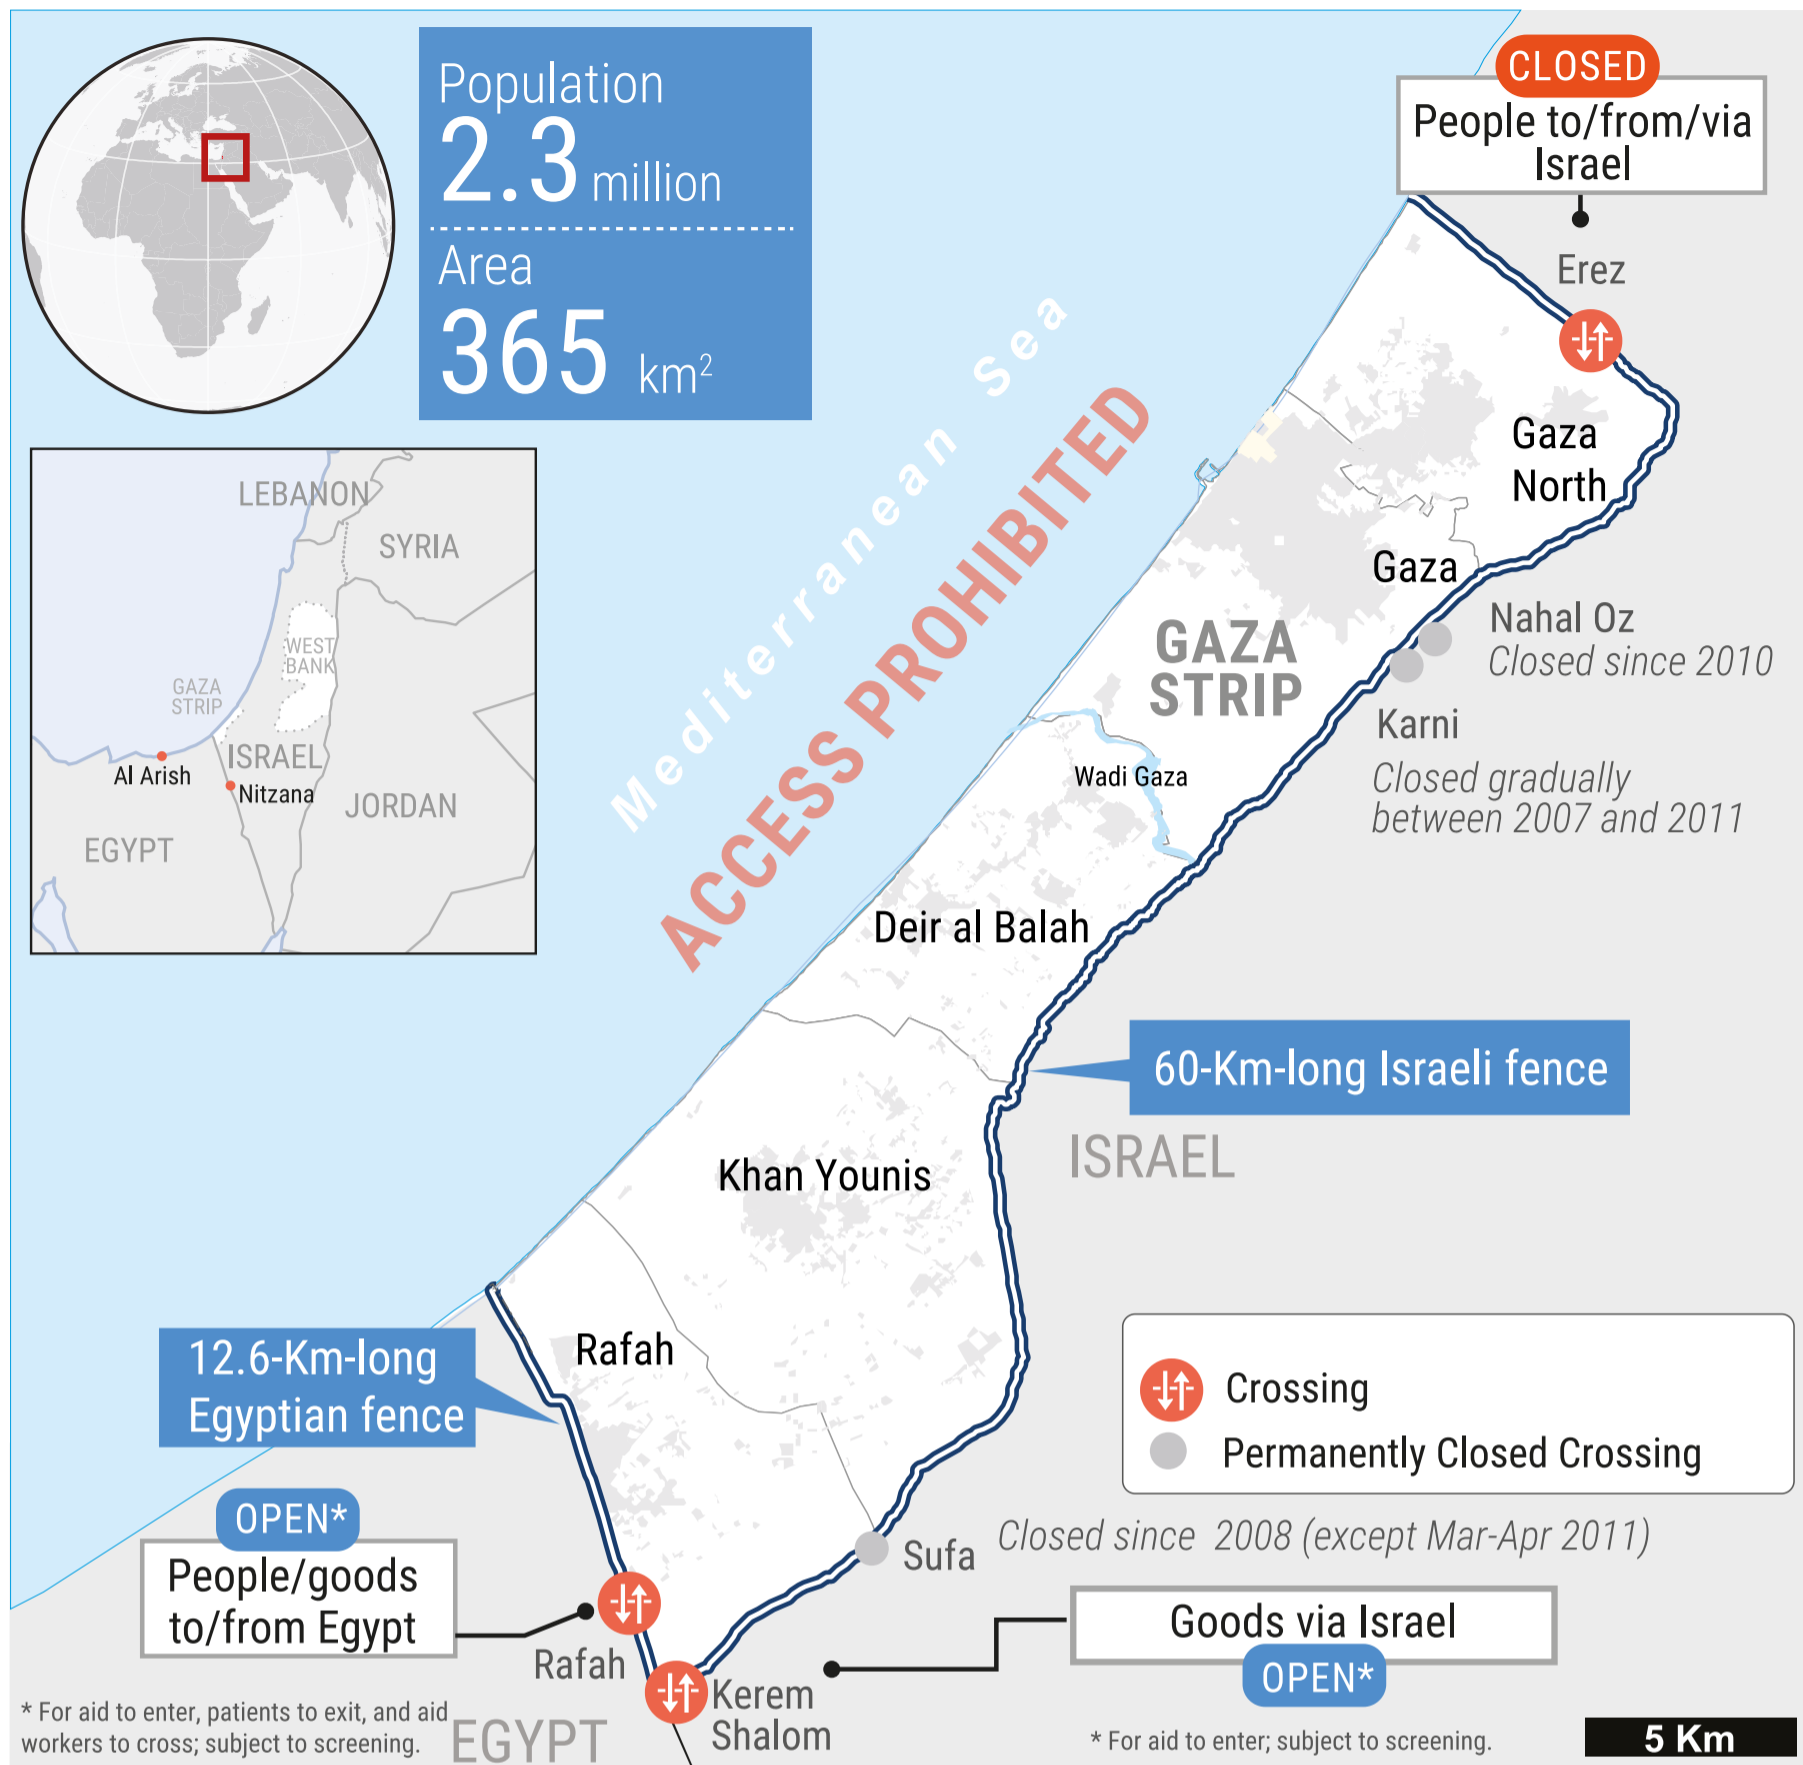 Population
2.3 million
Area
365 km²
CLOSED
People to/from/via
Israel
Erez
Mediterranean Sea
ACCESS PROHIBITED
Gaza
North
Gaza
GAZA
STRIP
Nahal Oz
Closed since 2010
Karni
Closed gradually
between 2007 and 2011
Wadi Gaza
LEBANON
SYRIA
WEST
BANK
GAZA
STRIP
ISRAEL
Al Arish
Nitzana
JORDAN
EGYPT
Deir al Balah
60-Km-long Israeli fence
ISRAEL
Khan Younis
Rafah
12.6-Km-long
Egyptian fence
Crossing
Permanently Closed Crossing
OPEN*
People/goods
to/from Egypt
Rafah
Sufa
Closed since 2008 (except Mar-Apr 2011)
Goods via Israel
OPEN*
Kerem
Shalom
EGYPT
* For aid to enter, patients to exit, and aid
workers to cross; subject to screening.
* For aid to enter; subject to screening.
5 Km